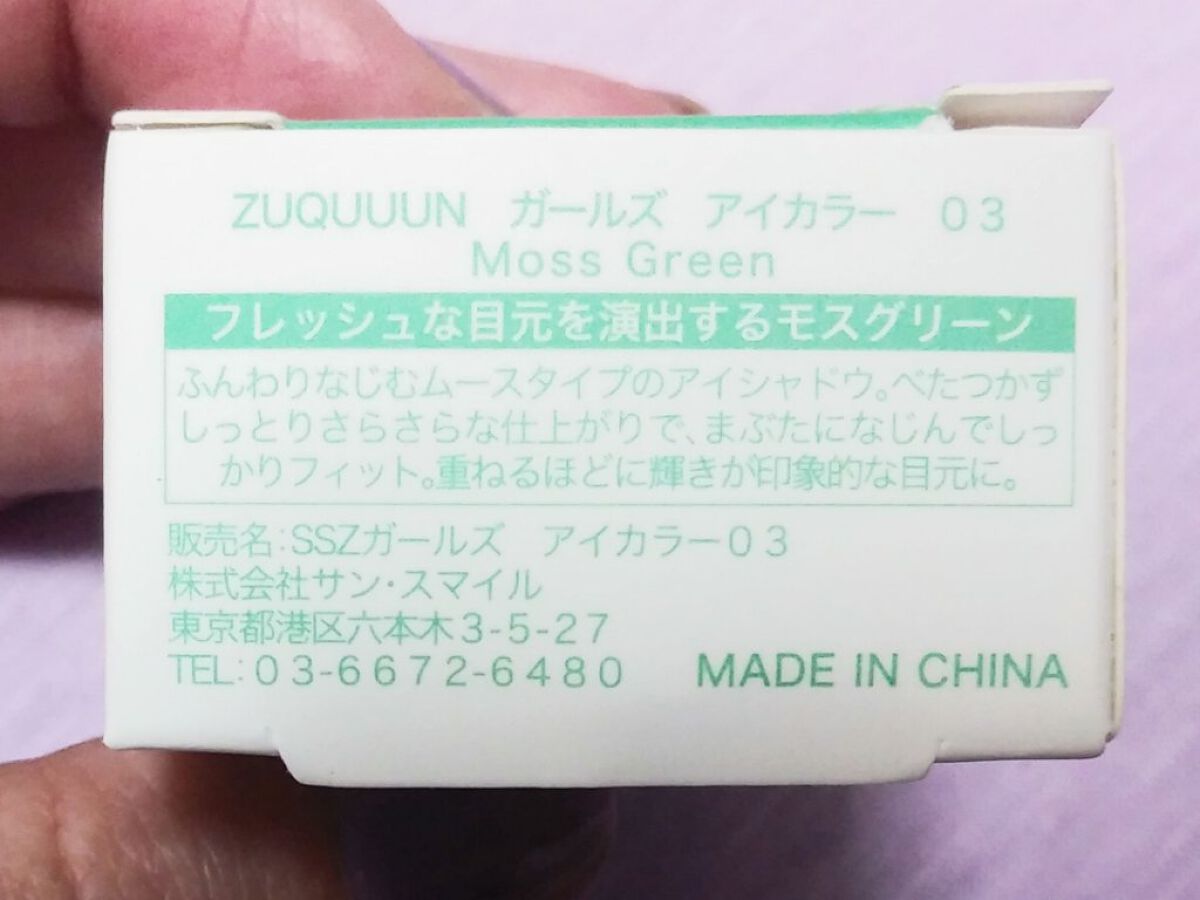 ZUQUUUN ガールズ アイカラー 03
Moss Green
フレッシュな目元を演出するモスグリーン
ふんわりなじむムースタイプのアイシャドウ。べたつかず
しっとりさらさらな仕上がりで、まぶたになじんでしっ
かりフィット。重ねるほどに輝きが印象的な目元に。
販売名:SSZガールズ アイカラー03
株式会社サン・スマイル
東京都港区六本木3-5-27
TEL:03-6672-6480 MADE IN CHINA